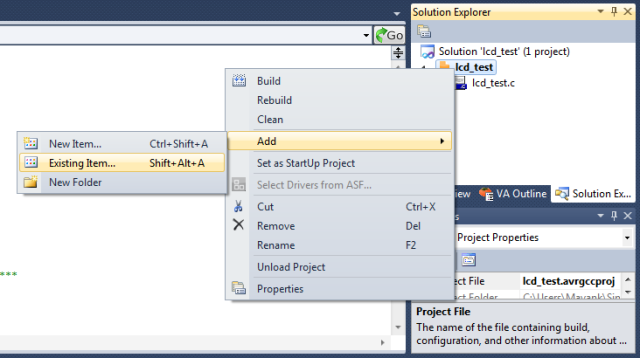 Solution Explorer
Go
Solution 'lcd_test' (1 project)
lcd_test
lcd_test.c
Build
Rebuild
Clean
Add
New Item... Ctrl+Shift+A
Existing Item... Shift+Alt+A
New Folder
Set as StartUp Project
Select Drivers from ASF...
Cut Ctrl+X
Remove Del
Rename F2
Unload Project
Properties
***
iew VA Outline Solution Ex...
s
Project Properties
ct File lcd_test.avrgccproj
ct Folder C:\Users\Mayank\Sin
Project File
The name of the file containing build,
configuration, and other information about ...